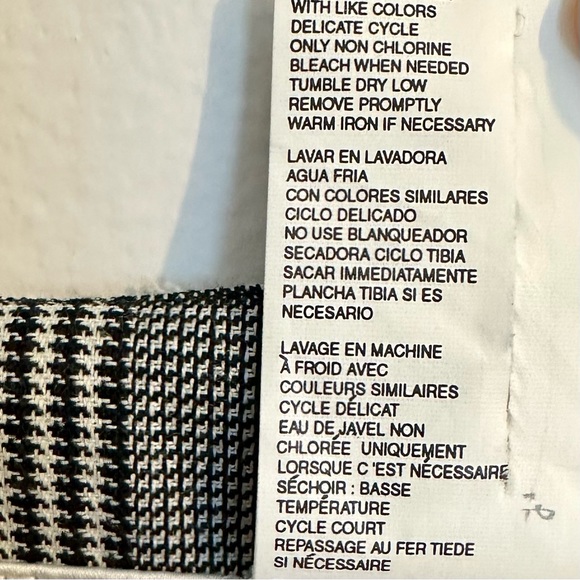 WITH LIKE COLORS
DELICATE CYCLE
ONLY NON CHLORINE
BLEACH WHEN NEEDED
TUMBLE DRY LOW
REMOVE PROMPTLY
WARM IRON IF NECESSARY
LAVAR EN LAVADORA
AGUA FRIA
CON COLORES SIMILARES
CICLO DELICADO
NO USE BLANQUEADOR
SECADORA CICLO TIBIA
SACAR IMMEDIATAMENTE
PLANCHA TIBIA SI ES
NECESARIO
LAVAGE EN MACHINE
À FROID AVEC
COULEURS SIMILAIRES
CYCLE DÉLICAT
EAU DE JAVEL NON
CHLORÉE UNIQUEMENT
LORSQUE C'EST NÉCESSAIRE
SÉCHOIR : BASSE
TEMPÉRATURE
CYCLE COURT
REPASSAGE AU FER TIEDE
SI NÉCESSAIRE